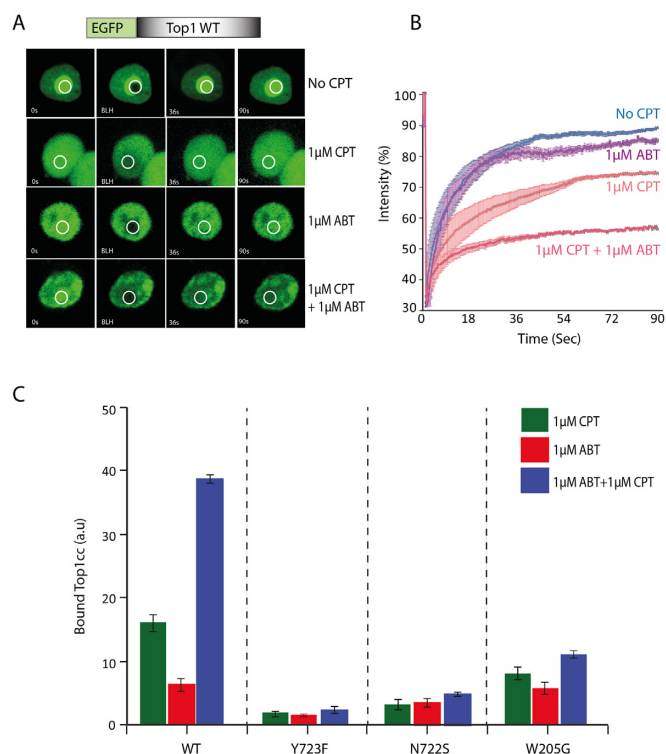 A
EGFP Top1 WT
0s BLH 36s 90s No CPT
0s BLH 36s 90s 1µM CPT
0s BLH 36s 90s 1µM ABT
0s BLH 36s 90s 1µM CPT
+ 1µM ABT
B
Intensity (%)
100
90
80
70
60
50
40
30
No CPT
1µM ABT
1µM CPT
1µM CPT + 1µM ABT
0 18 36 54 72 90
Time (Sec)
C
Bound Top1cc (a.u)
50
40
30
20
10
0
1µM CPT
1µM ABT
1µM ABT+1µM CPT
WT Y723F N722S W205G